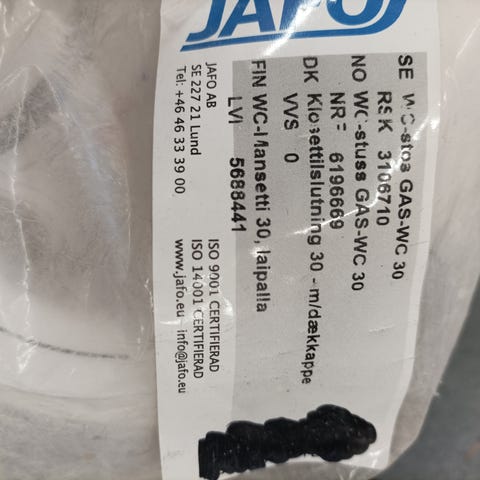 JAFO
SE WC-stos GAS-WC 30
RSK 3106710
NO WC-stuss GAS-WC 30
NRF 6196669
DK Klosettilslutning 30 - m/dækkappe
VVS 0
FIN WC-Mansetti 30, laipalla
LVI 5688441
JAFO AB
SE 227 21 Lund
Tel: +46 46 33 39 00
ISO 9001 CERTIFIERAD
ISO 14001 CERTIFIERAD
www.jafo.eu info@jafo.eu